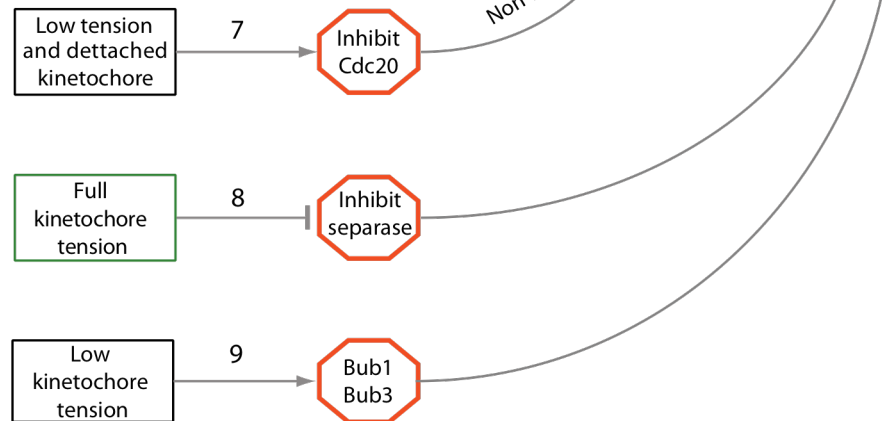 Low tension
and dettached
kinetochore
7
Inhibit
Cdc20
Non
Full
kinetochore
tension
8
Inhibit
separase
Low
kinetochore
tension
9
Bub1
Bub3